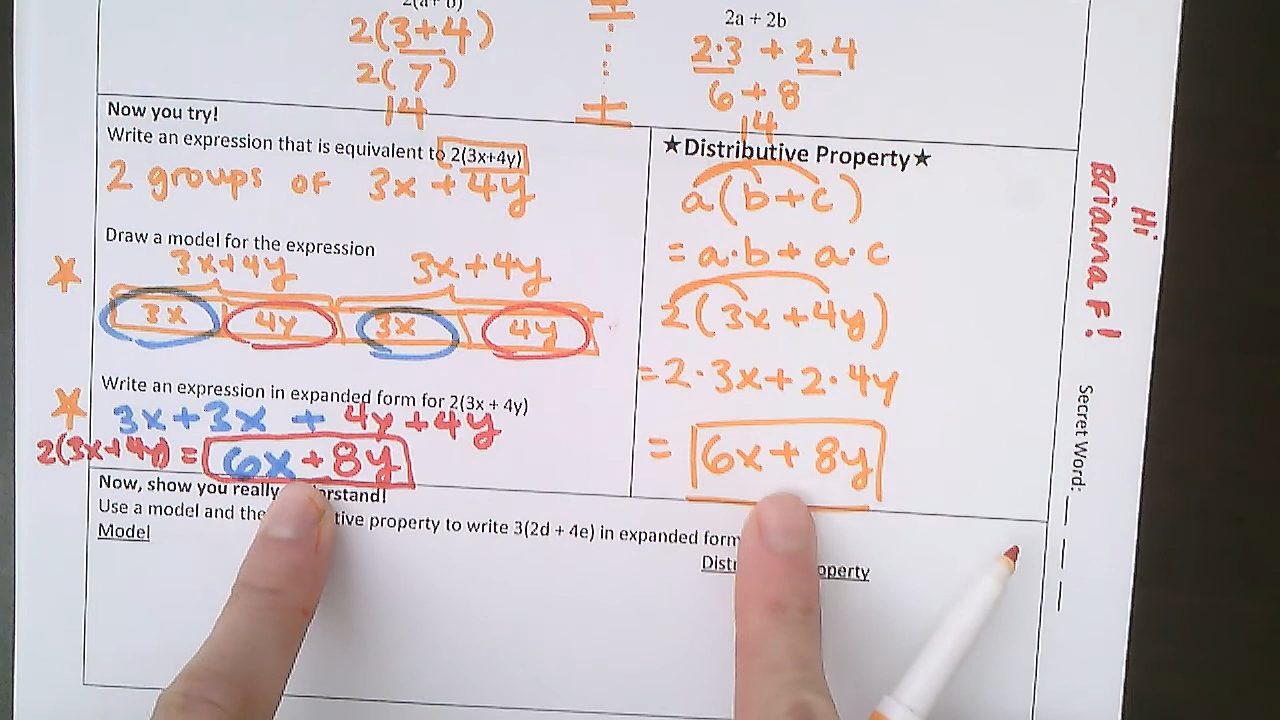 2(a+b)
2(3+4)
2(7)
14
2a + 2b
2·3 + 2·4
6 + 8
14
Now you try!
Write an expression that is equivalent to 2(3x+4y)
2 groups of 3x + 4y
Draw a model for the expression
3x+4y 3x+4y
3x 4y 3x 4y
Write an expression in expanded form for 2(3x + 4y)
3x+3x + 4y+4y
2(3x+4y) = 6x+8y
★Distributive Property★
a(b+c)
=a·b+a·c
2(3x+4y)
=2·3x+2·4y
= 6x+8y
Now, show you really understand!
Use a model and the tive property to write 3(2d + 4e) in expanded form
Model
Dist operty
Hi
Brianna F!
Secret Word: _ _ _ _